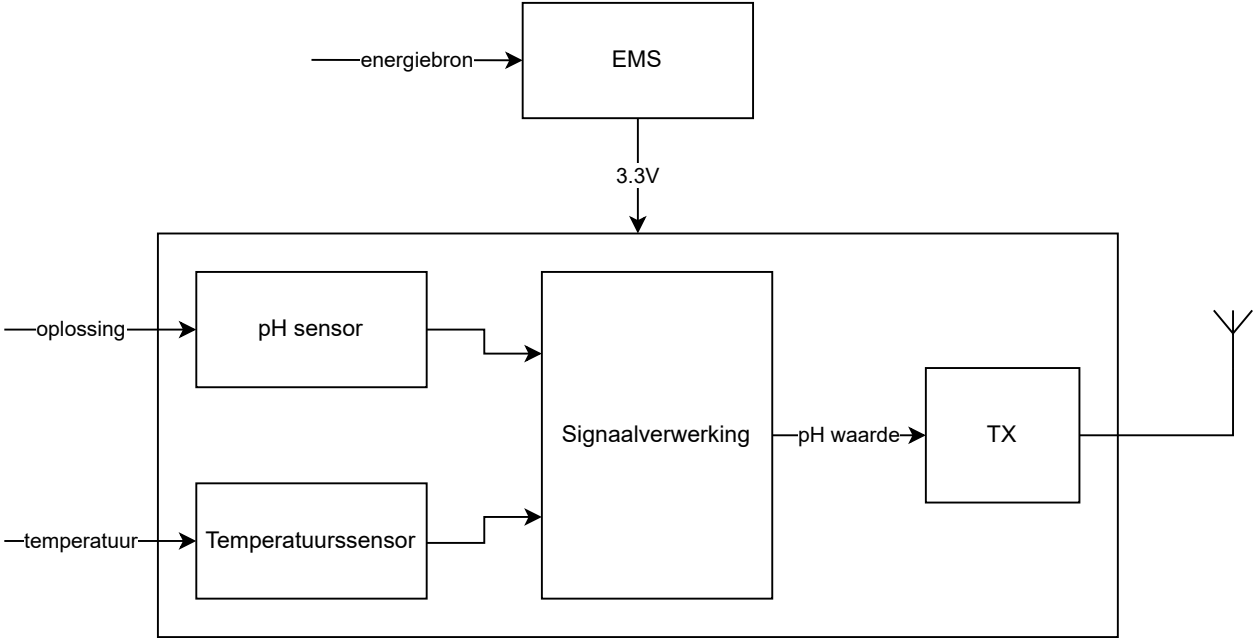 energiebron
EMS
3.3V
oplossing
pH sensor
Signaalverwerking
pH waarde
TX
temperatuur
Temperatuurssensor